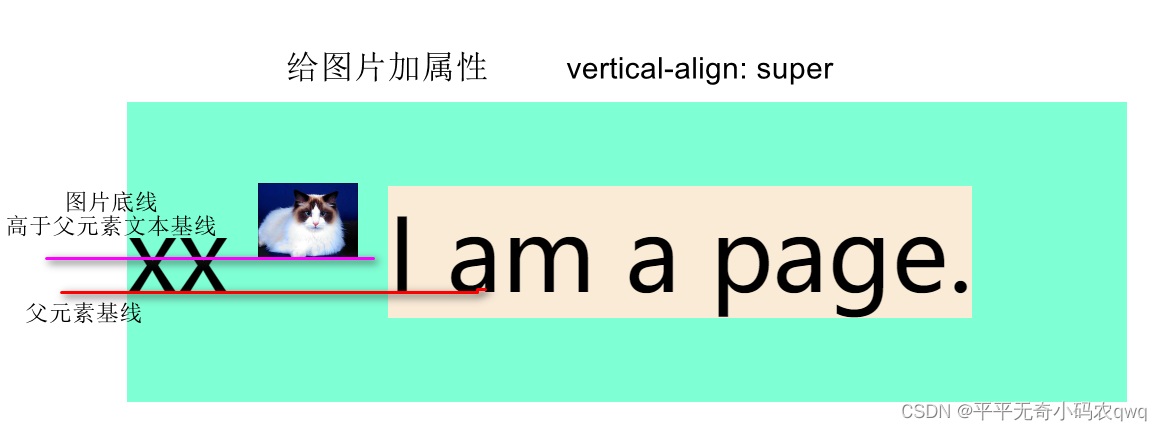 给图片加属性 vertical-align: super
图片底线
高于父元素文本基线
xx I am a page.
父元素基线
CSDN @平平无奇小码农qwq